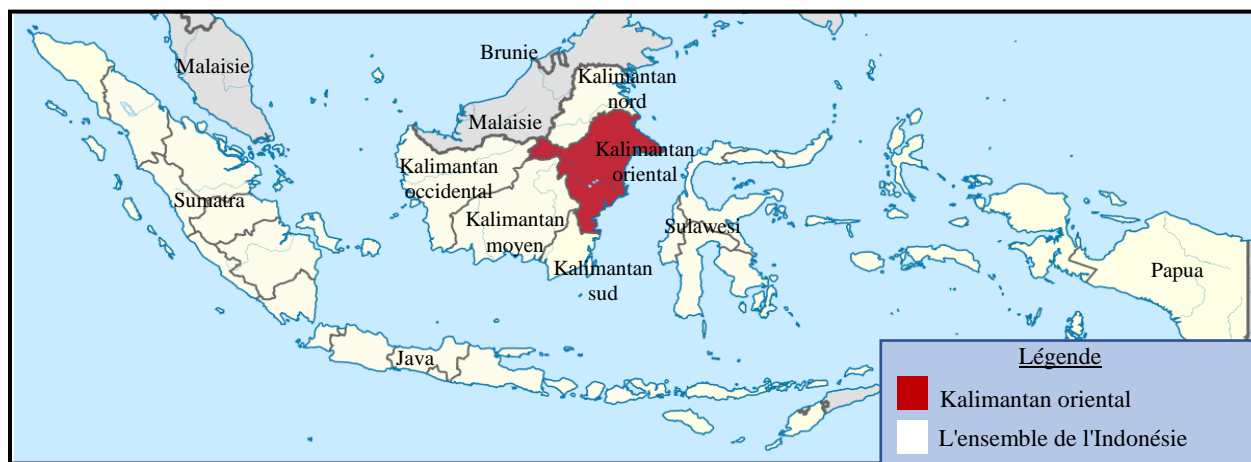 Brunie
Malaisie
Kalimantan
nord
Malaisie
Kalimantan
oriental
Kalimantan
occidental
Sumatra
Kalimantan
moyen
Sulawesi
Kalimantan
sud
Papua
Java
Légende
Kalimantan oriental
L'ensemble de l'Indonésie